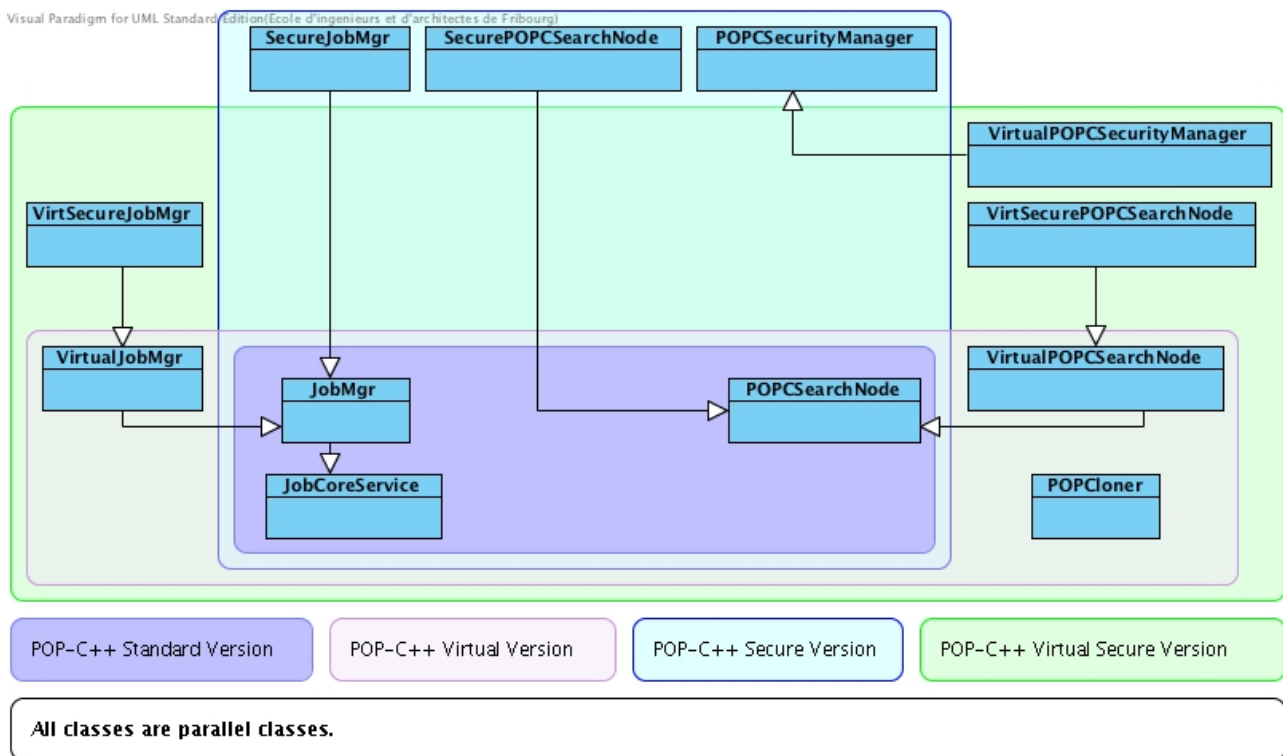 Visual Paradigm for UML Standard Edition(Ecole d'ingenieurs et d'architectes de Fribourg)
SecureJobMgr
SecurePOPCSearchNode
POPCSecurityManager
VirtualPOPCSecurityManager
VirtSecureJobMgr
VirtSecurePOPCSearchNode
VirtualJobMgr
VirtualPOPCSearchNode
JobMgr
POPCSearchNode
JobCoreService
POPCloner
POP-C++ Standard Version
POP-C++ Virtual Version
POP-C++ Secure Version
POP-C++ Virtual Secure Version
All classes are parallel classes.